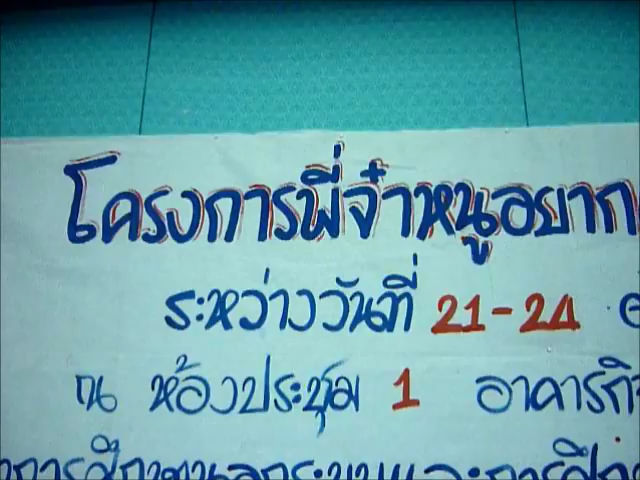 โครงการพี่จ๋าหนูอยาก
ระหว่างวันที่ 21-24
ณ ห้องประชุม 1 อาคารกิจ